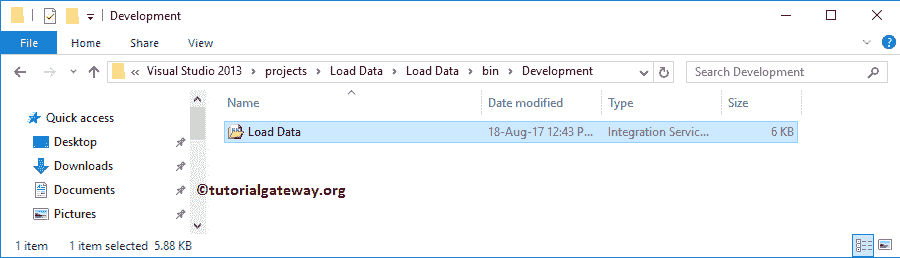 Development
File Home Share View
« Visual Studio 2013 > projects > Load Data > Load Data > bin > Development Search Development
Name Date modified Type Size
Quick access
Load Data 18-Aug-17 12:43 P... Integration Servic... 6 KB
Desktop
Downloads
Documents
©tutorialgateway.org
Pictures
1 item 1 item selected 5.88 KB